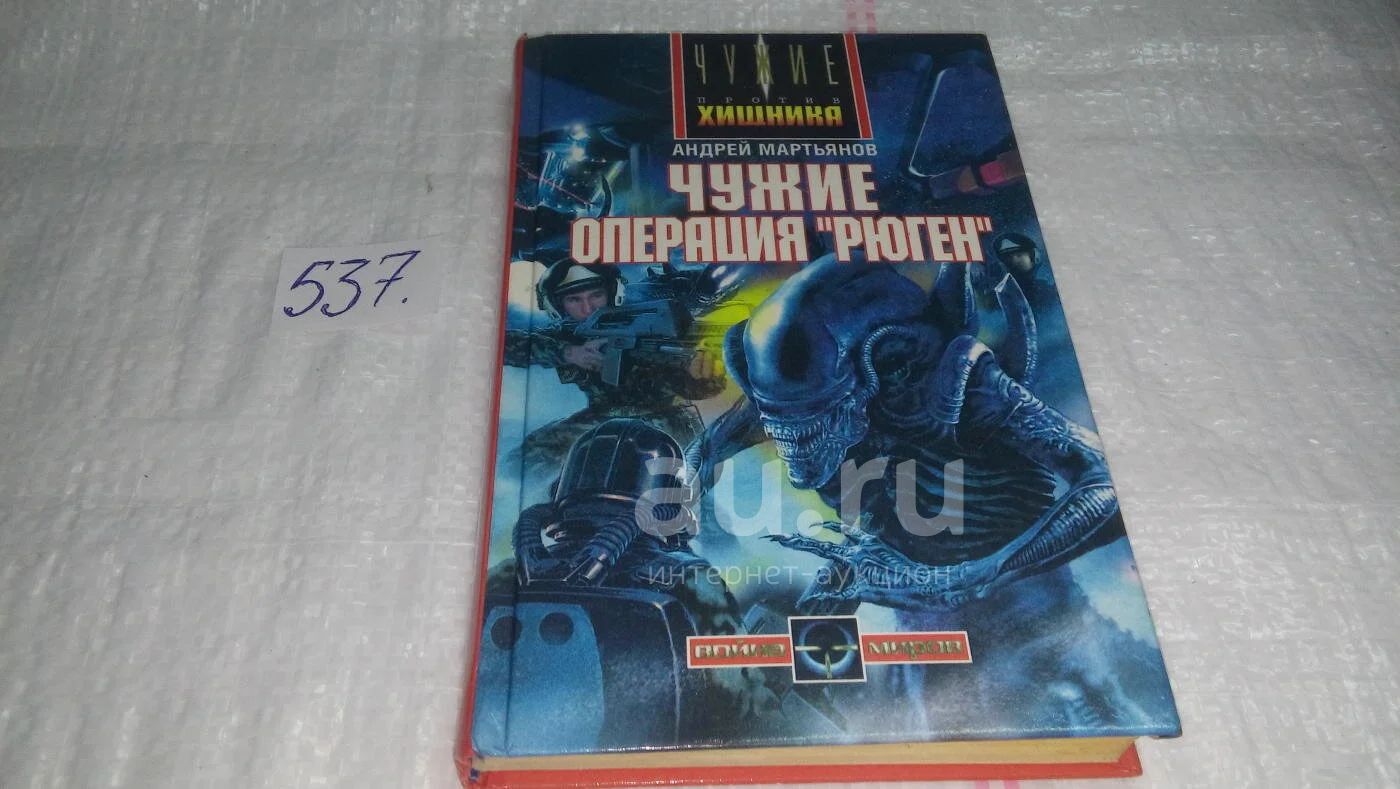 ЧУЖИЕ
ПРОТИВ
ХИЩНИКА
АНДРЕЙ МАРТЬЯНОВ
ЧУЖИЕ
ОПЕРАЦИЯ "РЮГЕН"
537.
au.ru
интернет-аукцион
ВОЙНА МИРОВ